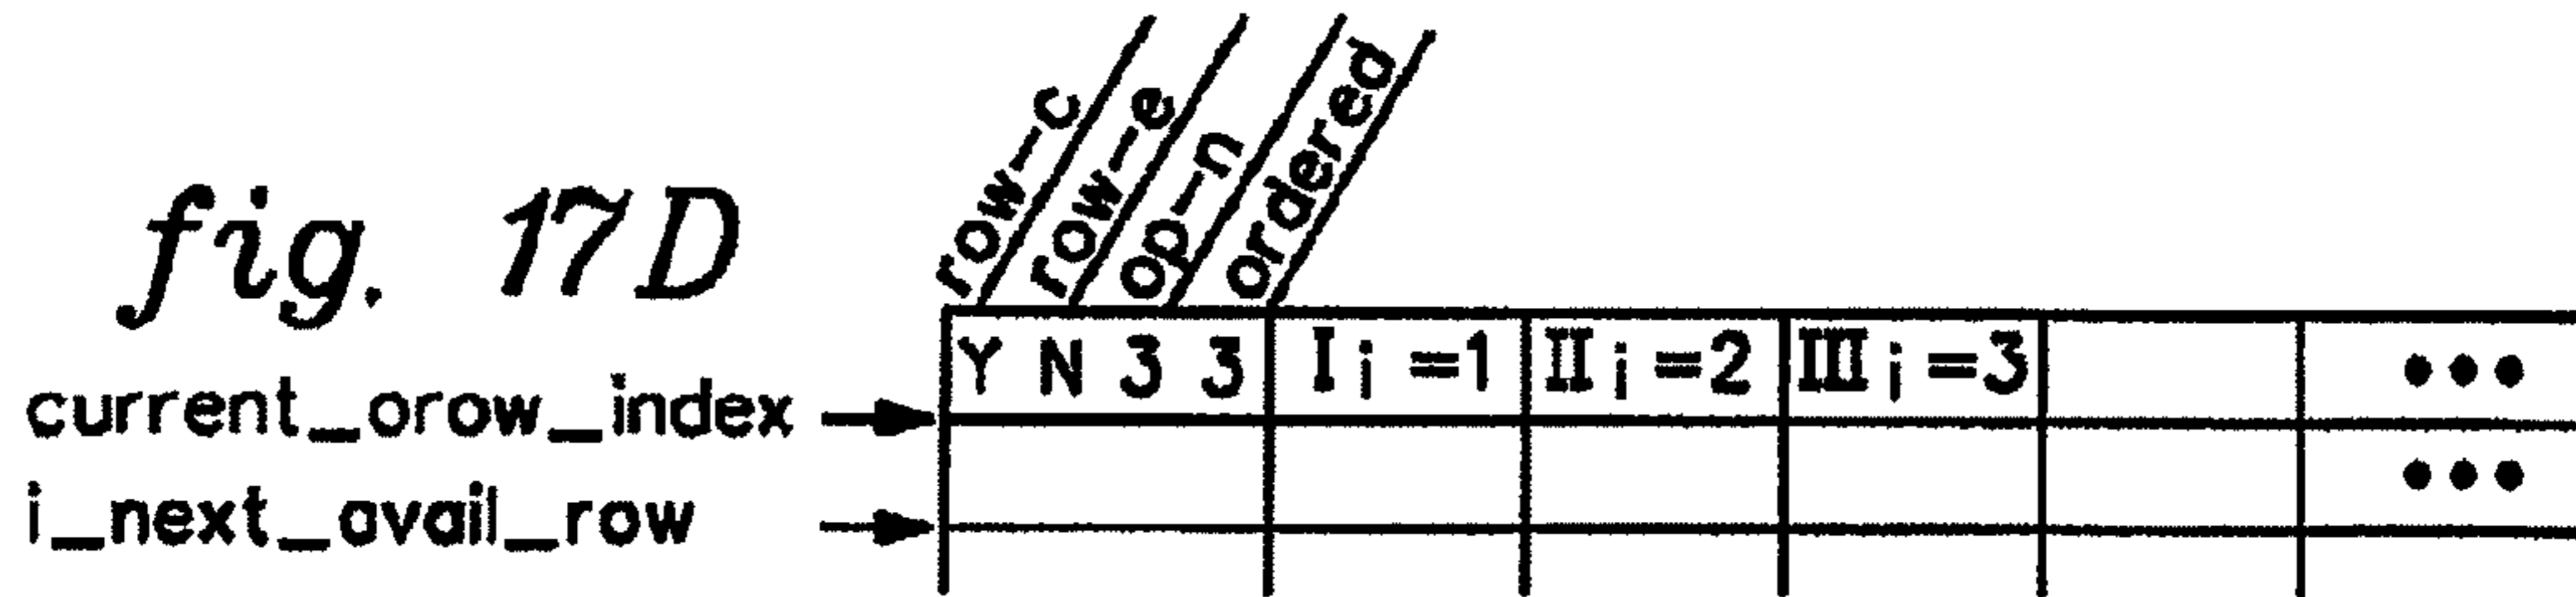 row-c
row-e
op-n
ordered
fig. 17D
Y N 3 3 I i =1 II i =2 III i =3 •••
current_orow_index
•••
i_next_avail_row